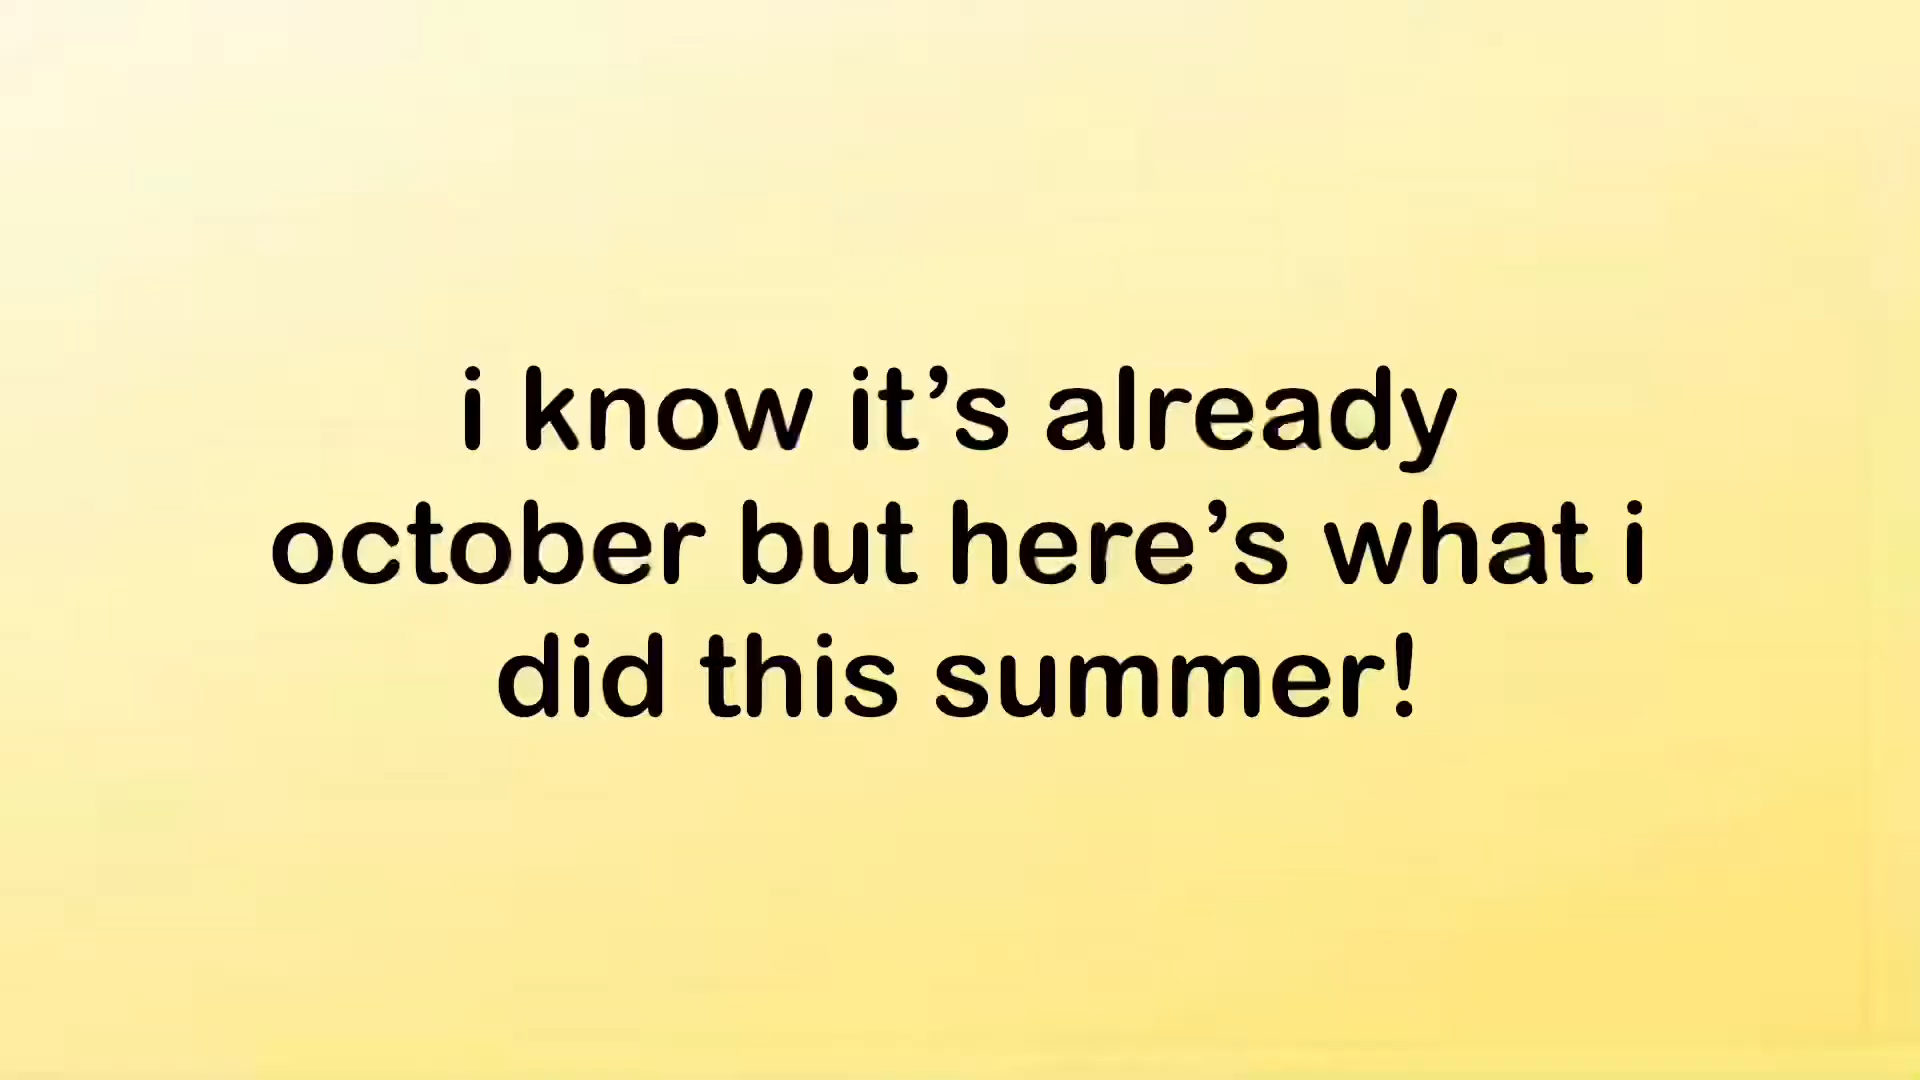 i know it’s already
october but here’s what i
did this summer!